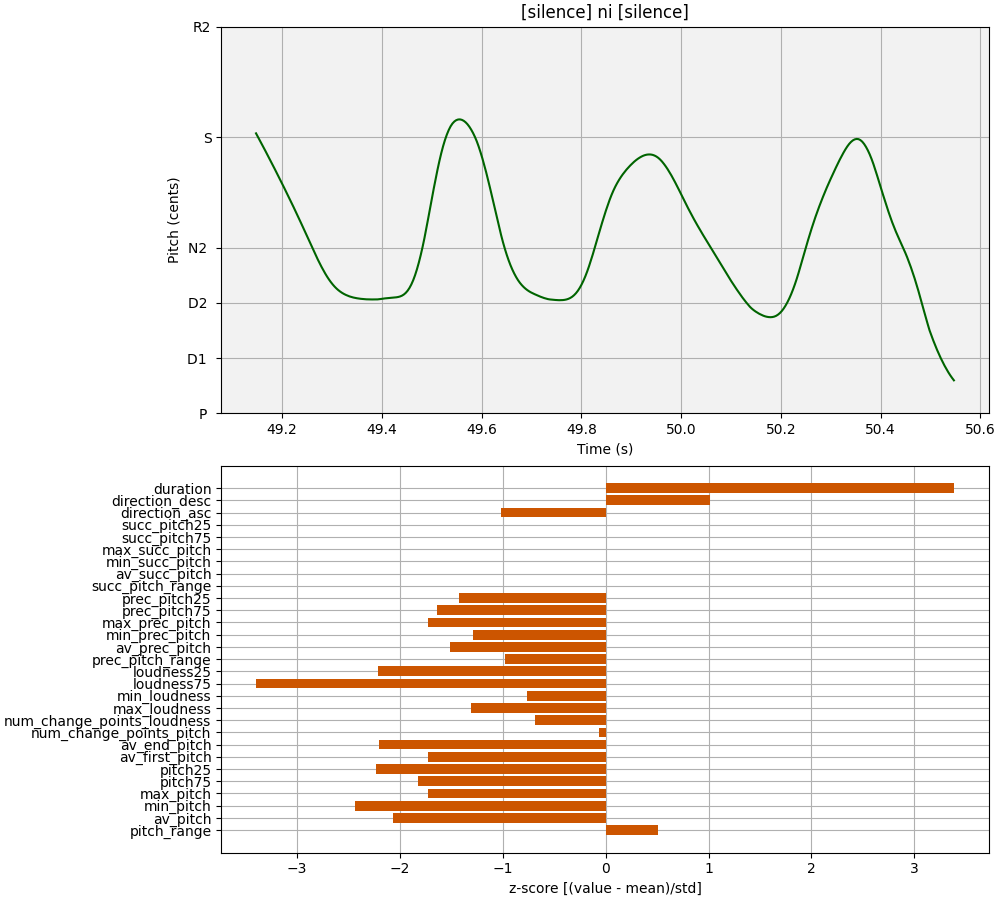 [silence] ni [silence]
R2
S
N2
D2
D1
P
Pitch (cents)
49.2 49.4 49.6 49.8 50.0 50.2 50.4 50.6
Time (s)
duration
direction_desc
direction_asc
succ_pitch25
succ_pitch75
max_succ_pitch
min_succ_pitch
av_succ_pitch
succ_pitch_range
prec_pitch25
prec_pitch75
max_prec_pitch
min_prec_pitch
av_prec_pitch
prec_pitch_range
loudness25
loudness75
min_loudness
max_loudness
num_change_points_loudness
num_change_points_pitch
av_end_pitch
av_first_pitch
pitch25
pitch75
max_pitch
min_pitch
av_pitch
pitch_range
−3 −2 −1 0 1 2 3
z-score [(value - mean)/std]